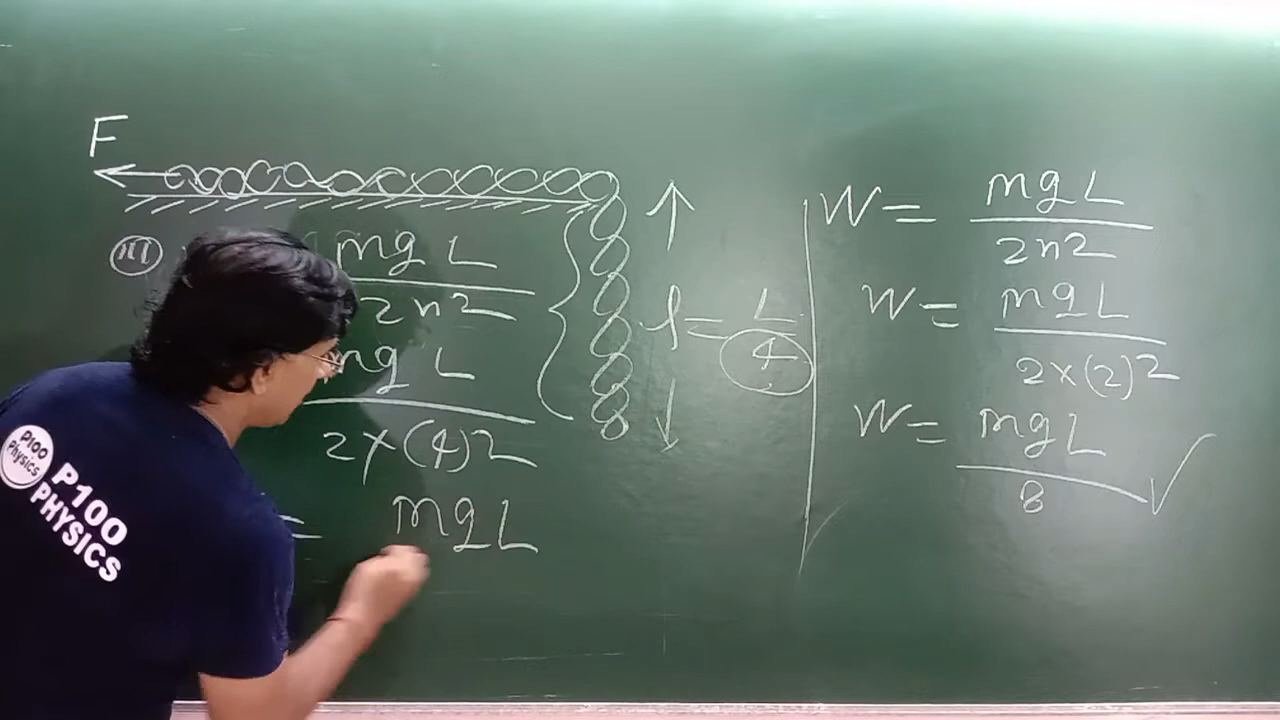 F
III
mgL
2n²
mgL
2×(4)²
= mgL
l = L/4
W = mgL
2n²
W = mgL
2×(2)²
W = mgL
8 ✓
P100
Physics
P100
PHYSICS